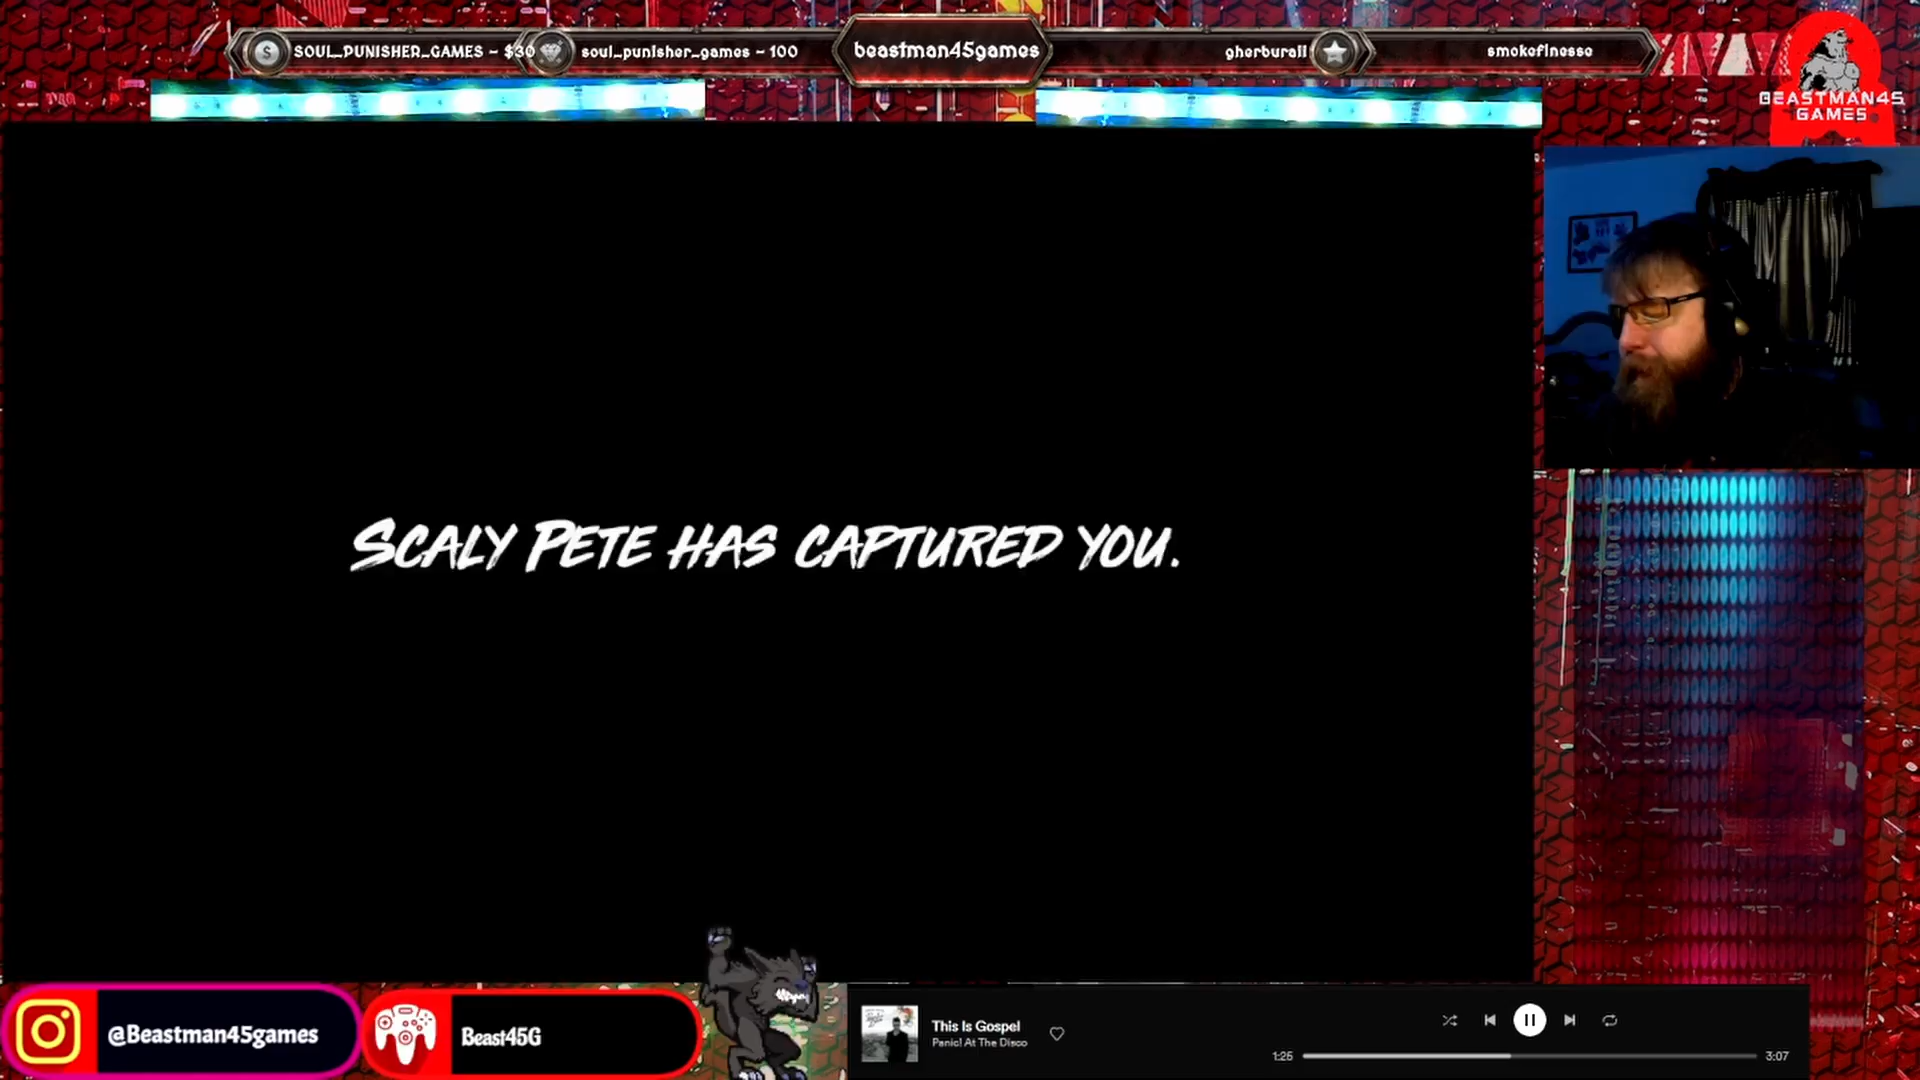 SOUL_PUNISHER_GAMES ~ $30
soul_punisher_games ~ 100
beastman45games
gherburali
smokefinesse
BEASTMAN45
GAMES
SCALY PETE HAS CAPTURED YOU.
@Beastman45games
Beast45G
This Is Gospel
Panic! At The Disco
1:25
3:07